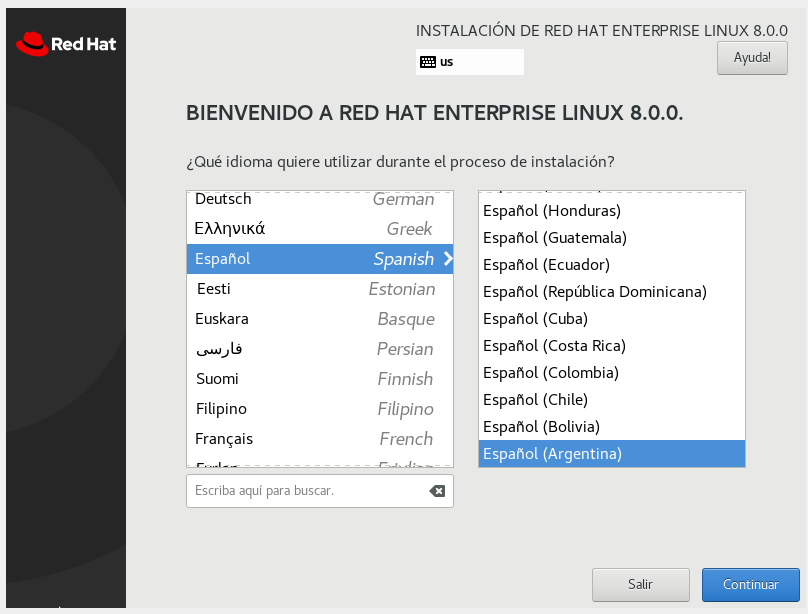 Red Hat
INSTALACIÓN DE RED HAT ENTERPRISE LINUX 8.0.0
us
Ayuda!
BIENVENIDO A RED HAT ENTERPRISE LINUX 8.0.0.
¿Qué idioma quiere utilizar durante el proceso de instalación?
Deutsch German
Ελληνικά Greek
Español Spanish
Eesti Estonian
Euskara Basque
فارسی Persian
Suomi Finnish
Filipino Filipino
Français French
Español (Honduras)
Español (Guatemala)
Español (Ecuador)
Español (República Dominicana)
Español (Cuba)
Español (Costa Rica)
Español (Colombia)
Español (Chile)
Español (Bolivia)
Español (Argentina)
Escriba aquí para buscar.
Salir
Continuar